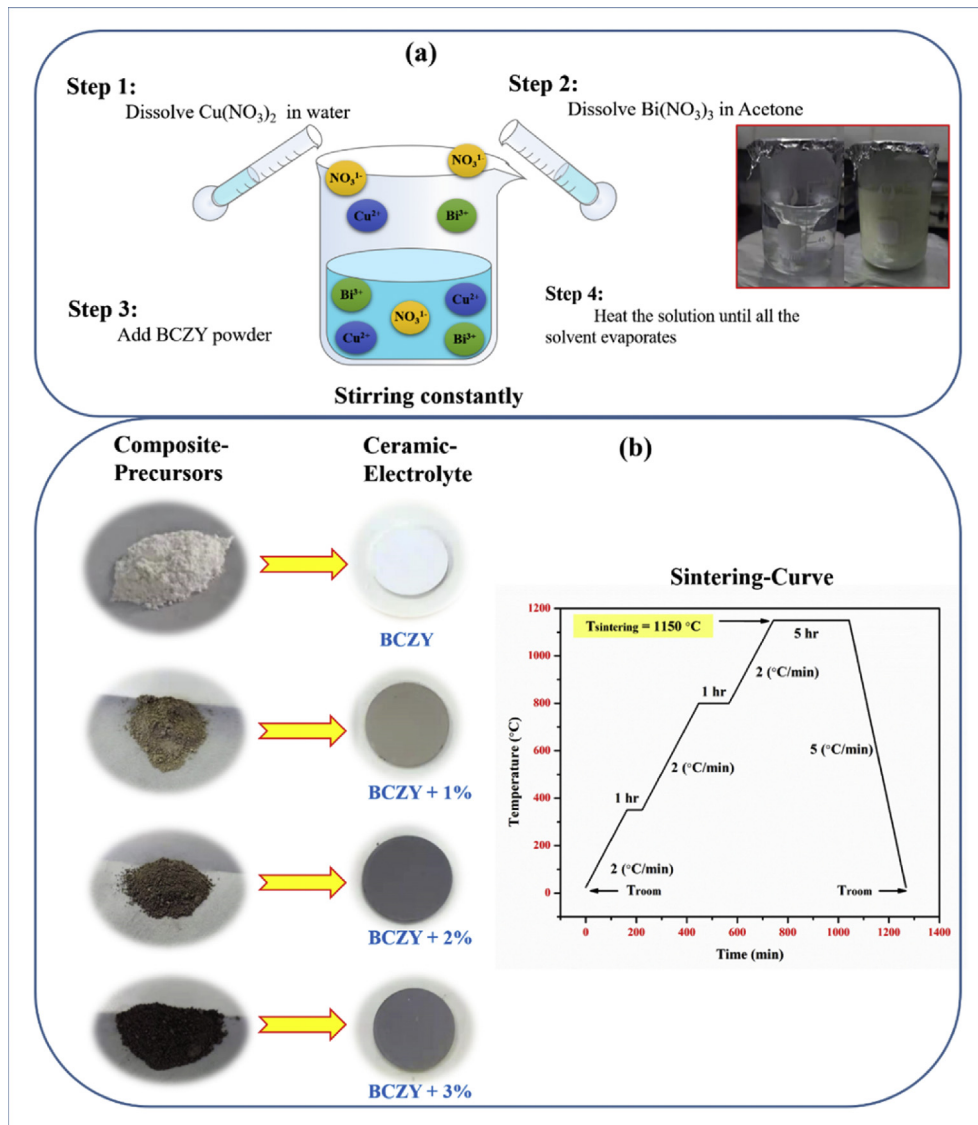 (a)
Step 1:
Dissolve Cu(NO₃)₂ in water
Step 2:
Dissolve Bi(NO₃)₃ in Acetone
NO₃¹⁻
NO₃¹⁻
Cu²⁺
Bi³⁺
Bi³⁺
Cu²⁺
NO₃¹⁻
Cu²⁺
Bi³⁺
Step 3
Add BCZY powder
Step 4:
Heat the solution until all the
solvent evaporates
Stirring constantly
(b)
Composite-
Precursors
Ceramic-
Electrolyte
BCZY
BCZY + 1%
BCZY + 2%
BCZY + 3%
Sintering-Curve
Tsintering = 1150 °C
5 hr
2 (°C/min)
1 hr
5 (°C/min)
2 (°C/min)
1 hr
2 (°C/min)
Troom
Troom
Temperature (°C)
1200
1000
800
600
400
200
0
0
200
400
600
800
1000
1200
1400
Time (min)